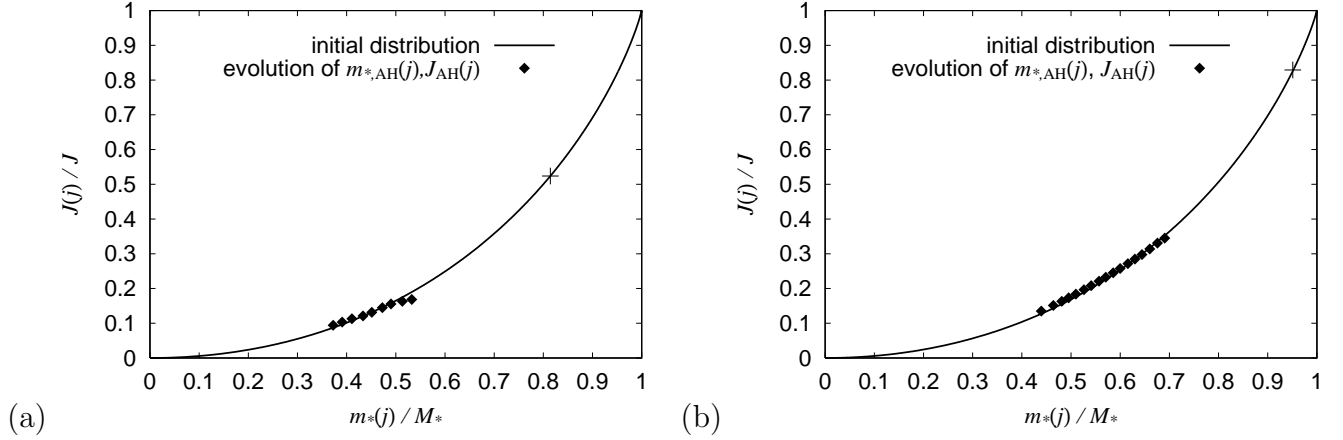 1
0.9
0.8
0.7
0.6
0.5
0.4
0.3
0.2
0.1
0
J(j) / J
initial distribution
evolution of m*,AH(j),JAH(j)
0 0.1 0.2 0.3 0.4 0.5 0.6 0.7 0.8 0.9 1
m*(j) / M*
(a)
1
0.9
0.8
0.7
0.6
0.5
0.4
0.3
0.2
0.1
0
J(j) / J
initial distribution
evolution of m*,AH(j), JAH(j)
0 0.1 0.2 0.3 0.4 0.5 0.6 0.7 0.8 0.9 1
m*(j) / M*
(b)